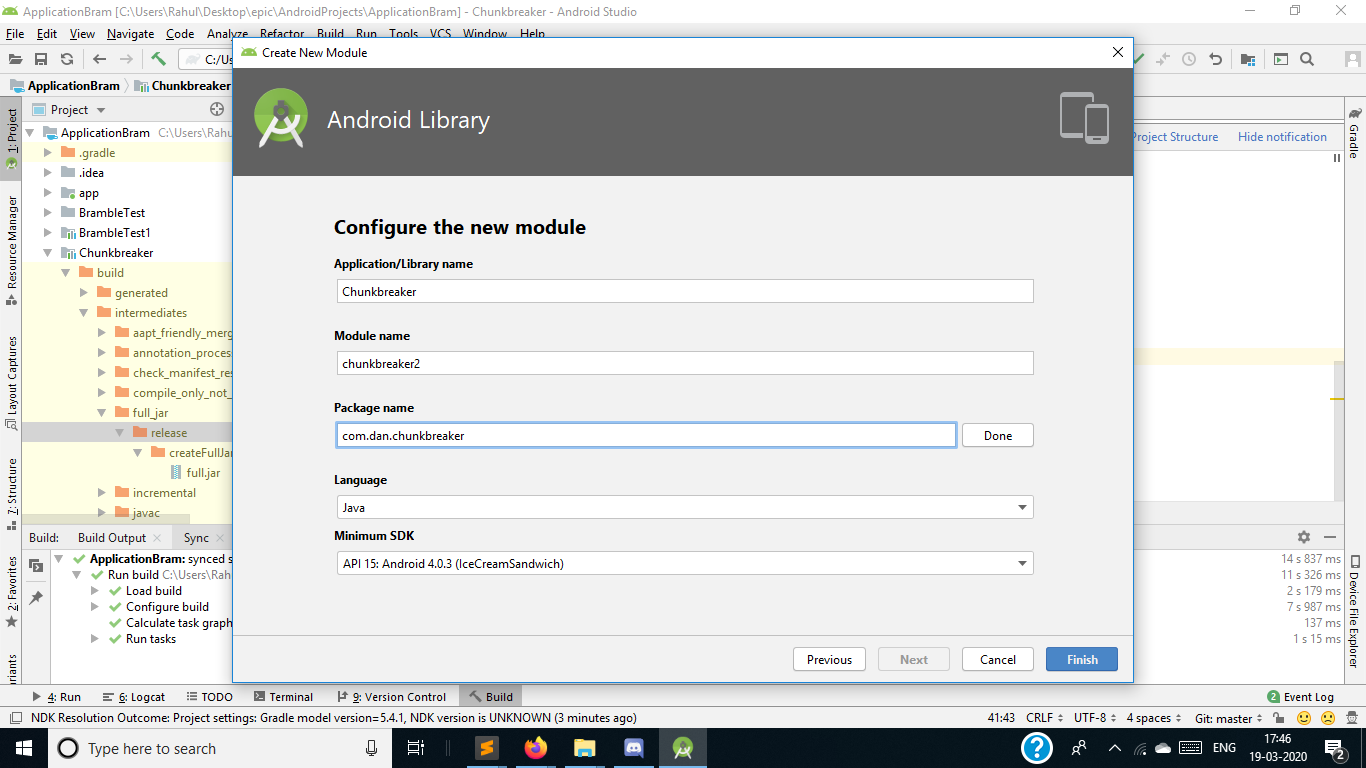 ApplicationBram [C:\Users\Rahul\Desktop\epic\AndroidProjects\ApplicationBram] - Chunkbreaker - Android Studio
File Edit View Navigate Code Analyze Refactor Build Run Tools VCS Window Help
C:/Us
ApplicationBram Chunkbreaker
Create New Module
Android Library
Configure the new module
Application/Library name
Chunkbreaker
Module name
chunkbreaker2
Package name
com.dan.chunkbreaker
Done
Language
Java
Minimum SDK
API 15: Android 4.0.3 (IceCreamSandwich)
Previous Next Cancel Finish
1: Project
Resource Manager
Layout Captures
7: Structure
2: Favorites
Project
ApplicationBram C:\Users\Rahu
.gradle
.idea
app
BrambleTest
BrambleTest1
Chunkbreaker
build
generated
intermediates
aapt_friendly_merg
annotation_proces
check_manifest_res
compile_only_not_
full_jar
release
createFullJar
full.jar
incremental
javac
Project Structure Hide notification
Gradle
Device File Explorer
Build: Build Output Sync
ApplicationBram: synced s 14 s 837 ms
Run build C:\Users\Rah 11 s 326 ms
Load build 2 s 179 ms
Configure build 7 s 987 ms
Calculate task graph 137 ms
Run tasks 1 s 15 ms
4: Run 6: Logcat TODO Terminal 9: Version Control Build 2 Event Log
NDK Resolution Outcome: Project settings: Gradle model version=5.4.1, NDK version is UNKNOWN (3 minutes ago) 41:43 CRLF UTF-8 4 spaces Git: master
Type here to search
ENG
17:46
19-03-2020
2